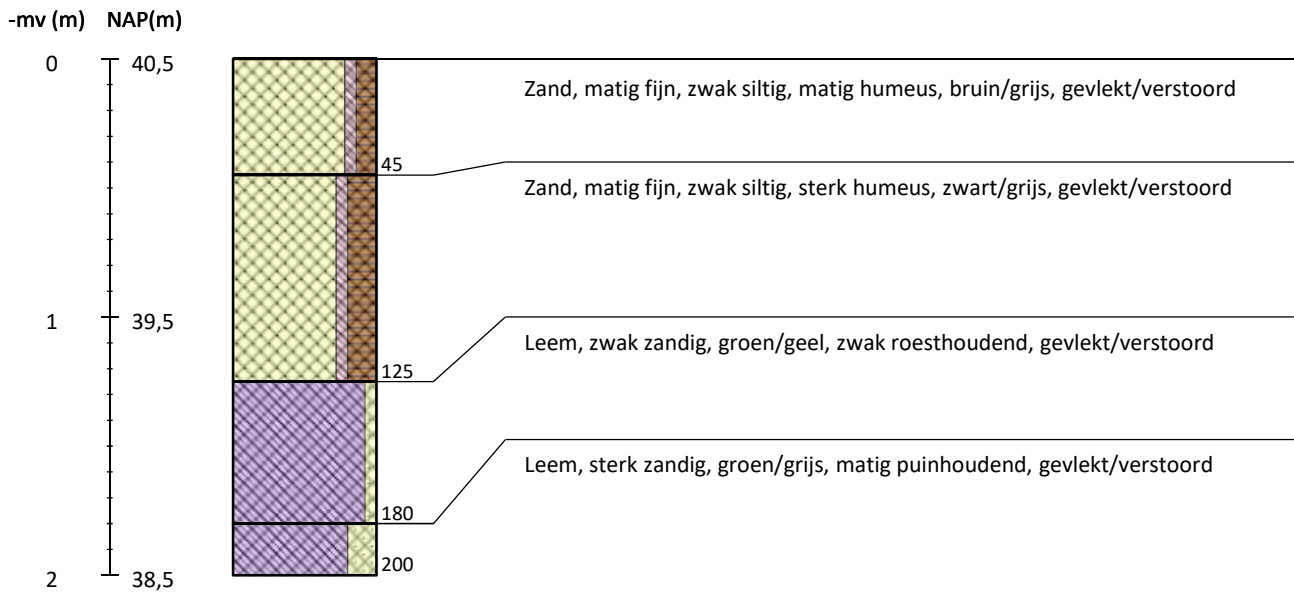 -mv (m) NAP(m)
0 40,5
Zand, matig fijn, zwak siltig, matig humeus, bruin/grijs, gevlekt/verstoord
45
Zand, matig fijn, zwak siltig, sterk humeus, zwart/grijs, gevlekt/verstoord
1 39,5
Leem, zwak zandig, groen/geel, zwak roesthoudend, gevlekt/verstoord
125
Leem, sterk zandig, groen/grijs, matig puinhoudend, gevlekt/verstoord
180
200
2 38,5